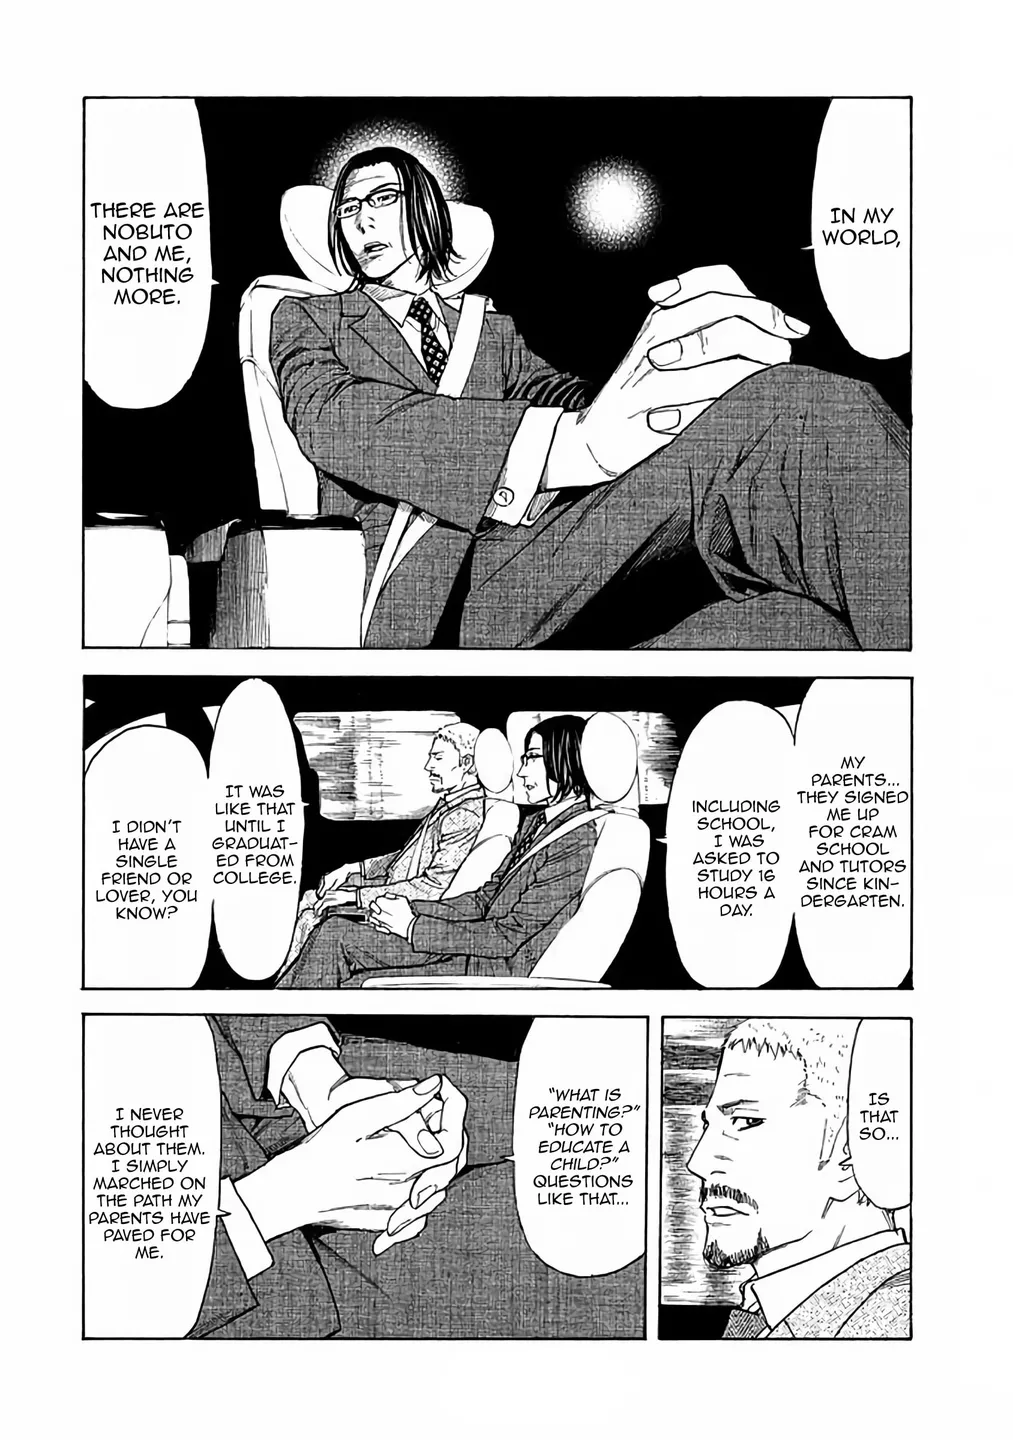 IN MY
WORLD,
THERE ARE
NOBUTO
AND ME,
NOTHING
MORE.
MY
PARENTS...
THEY SIGNED
ME UP
FOR CRAM
SCHOOL
AND TUTORS
SINCE KIN-
DERGARTEN.
INCLUDING
SCHOOL,
I WAS
ASKED TO
STUDY 16
HOURS A
DAY.
IT WAS
LIKE THAT
UNTIL I
GRADUAT-
ED FROM
COLLEGE.
I DIDN'T
HAVE A
SINGLE
FRIEND OR
LOVER, YOU
KNOW?
IS
THAT
SO...
"WHAT IS
PARENTING?"
"HOW TO
EDUCATE A
CHILD?"
QUESTIONS
LIKE THAT...
I NEVER
THOUGHT
ABOUT THEM.
I SIMPLY
MARCHED ON
THE PATH MY
PARENTS HAVE
PAVED FOR
ME.